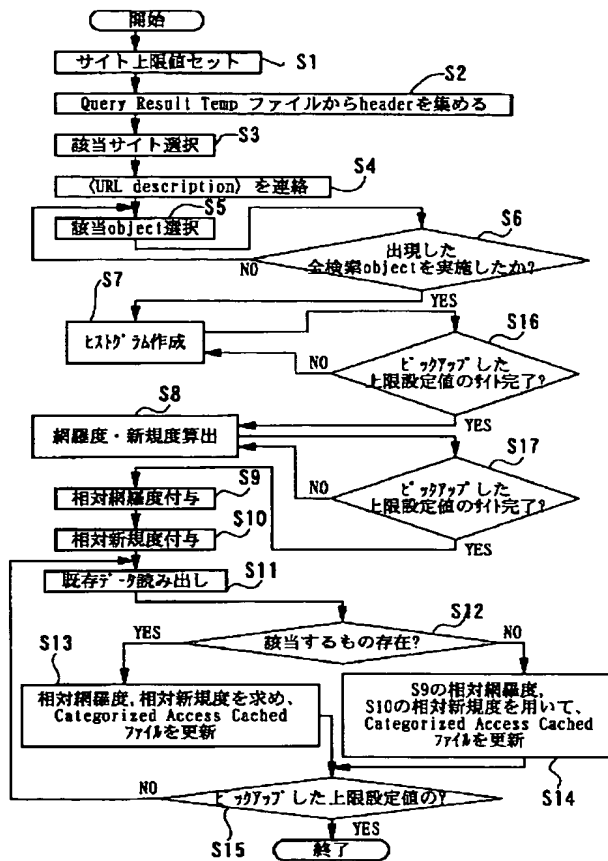 開始
サイト上限値セット
S1
S2
Query Result Temp ファイルからheaderを集める
S3
該当サイト選択
S4
〈URL description〉を連絡
S5
該当object選択
S6
出現した
全検索objectを実施したか?
NO
YES
S7
ヒストグラム作成
S16
ピックアップした
上限設定値のサイト完了?
NO
YES
S8
網羅度・新規度算出
S17
ピックアップした
上限設定値のサイト完了?
NO
YES
S9
相対網羅度付与
S10
相対新規度付与
既存データ読み出し
S11
S12
該当するもの存在?
YES
NO
S13
相対網羅度,相対新規度を求め、
Categorized Access Cached
ファイルを更新
S9の相対網羅度,
S10の相対新規度を用いて、
Categorized Access Cached
ファイルを更新
S14
NO
ピックアップした上限設定値の?
S15
YES
終了